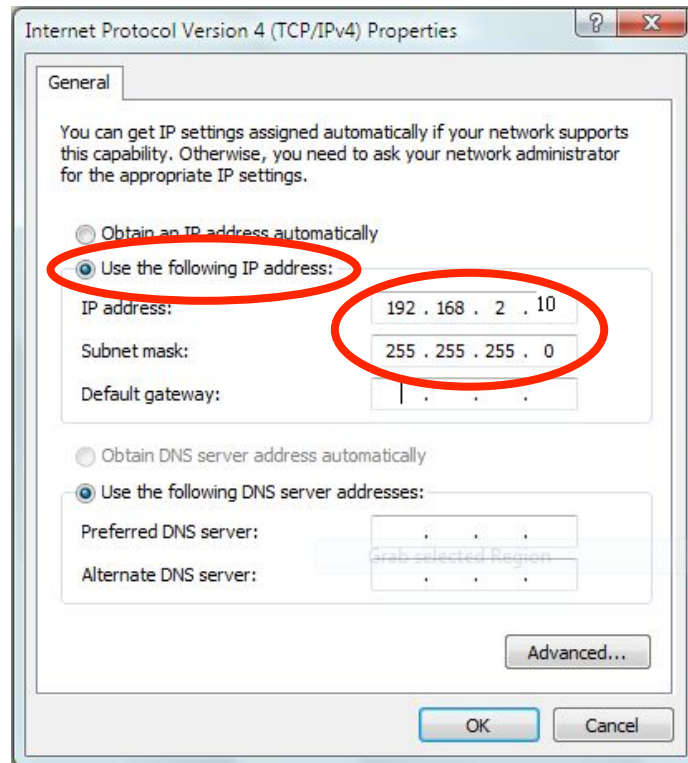 Internet Protocol Version 4 (TCP/IPv4) Properties
General
You can get IP settings assigned automatically if your network supports
this capability. Otherwise, you need to ask your network administrator
for the appropriate IP settings.
Obtain an IP address automatically
Use the following IP address:
IP address: 192 . 168 . 2 . 10
Subnet mask: 255 . 255 . 255 . 0
Default gateway: . . .
Obtain DNS server address automatically
Use the following DNS server addresses:
Preferred DNS server: . . .
Grab selected Region
Alternate DNS server: . . .
Advanced...
OK Cancel